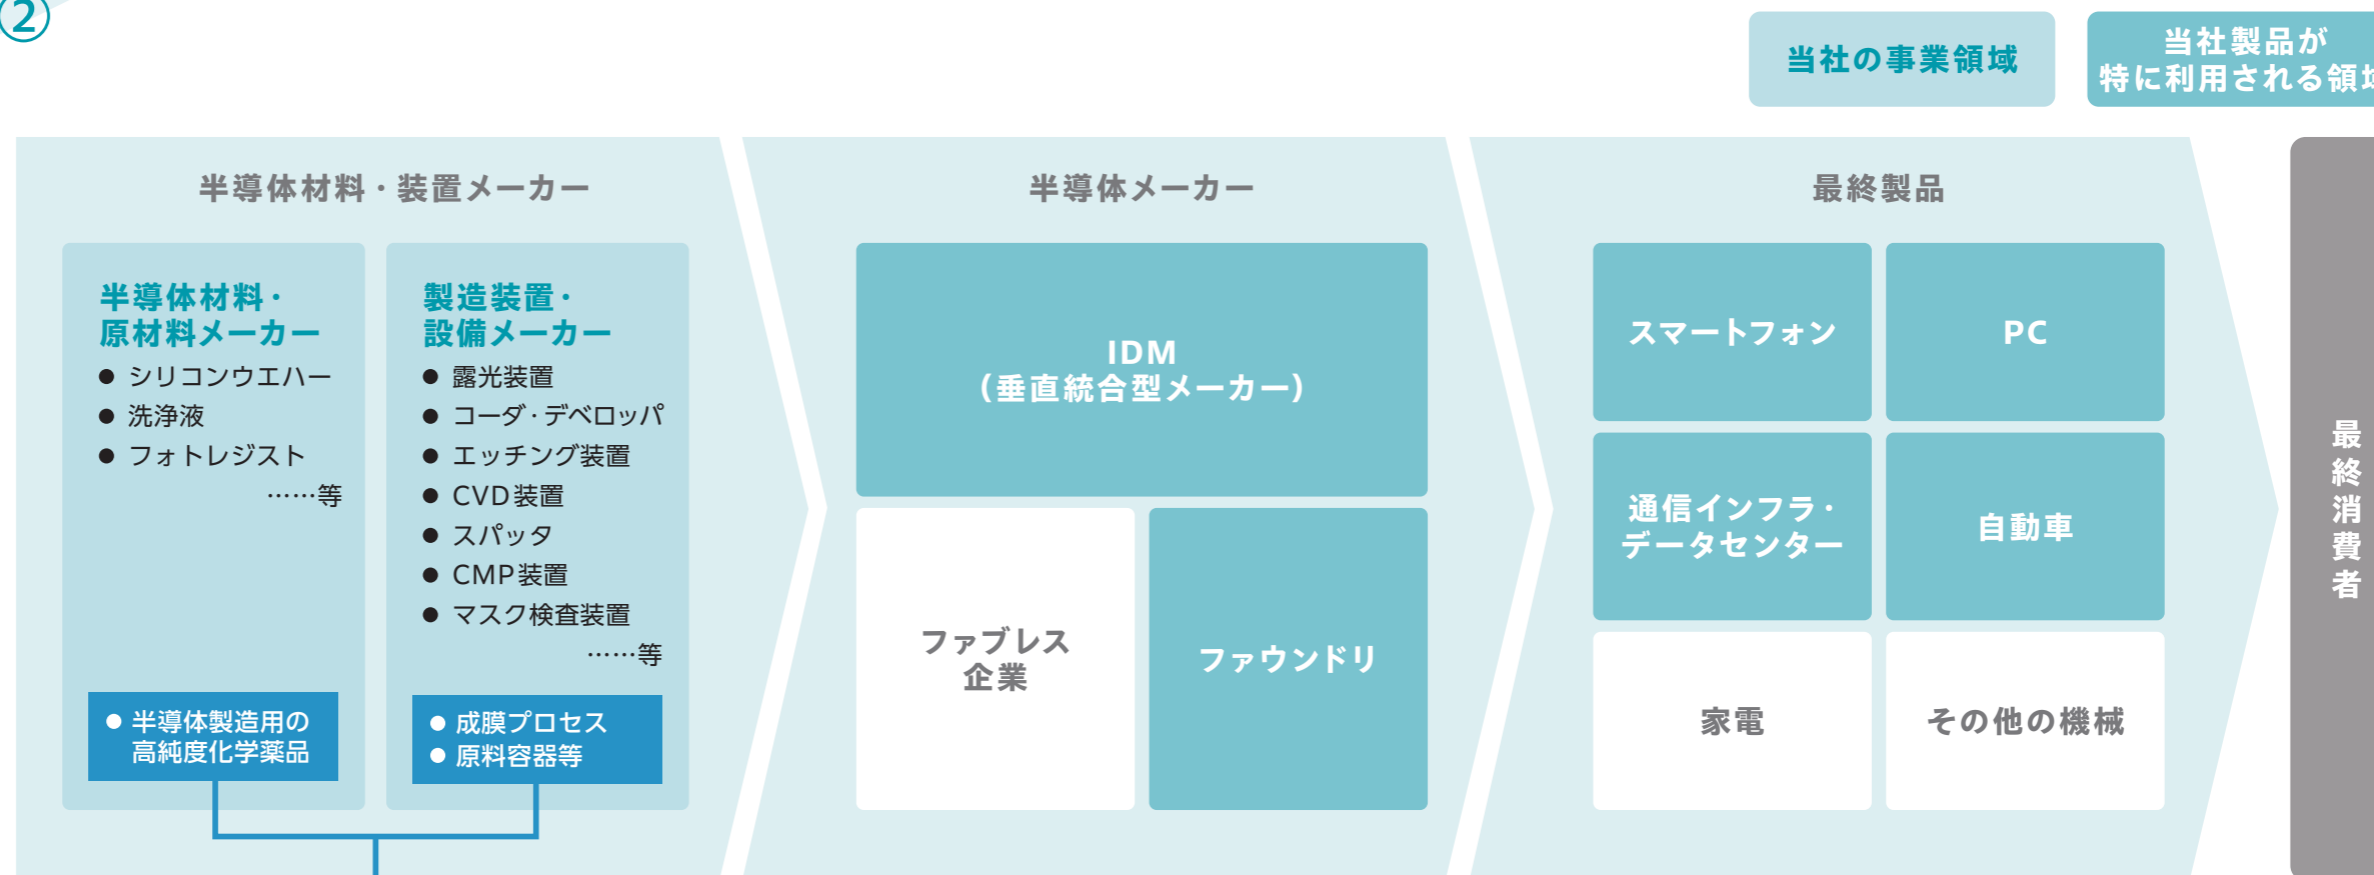 ②
当社の事業領域
当社製品が
特に利用される領域
半導体材料・装置メーカー
半導体材料・
原材料メーカー
● シリコンウエハー
● 洗浄液
● フォトレジスト
……等
● 半導体製造用の
高純度化学薬品
製造装置・
設備メーカー
● 露光装置
● コーダ・デベロッパ
● エッチング装置
● CVD装置
● スパッタ
● CMP装置
● マスク検査装置
……等
● 成膜プロセス
● 原料容器等
半導体メーカー
IDM
（垂直統合型メーカー）
ファブレス
企業
ファウンドリ
最終製品
スマートフォン
PC
通信インフラ・
データセンター
自動車
家電
その他の機械
最終消費者